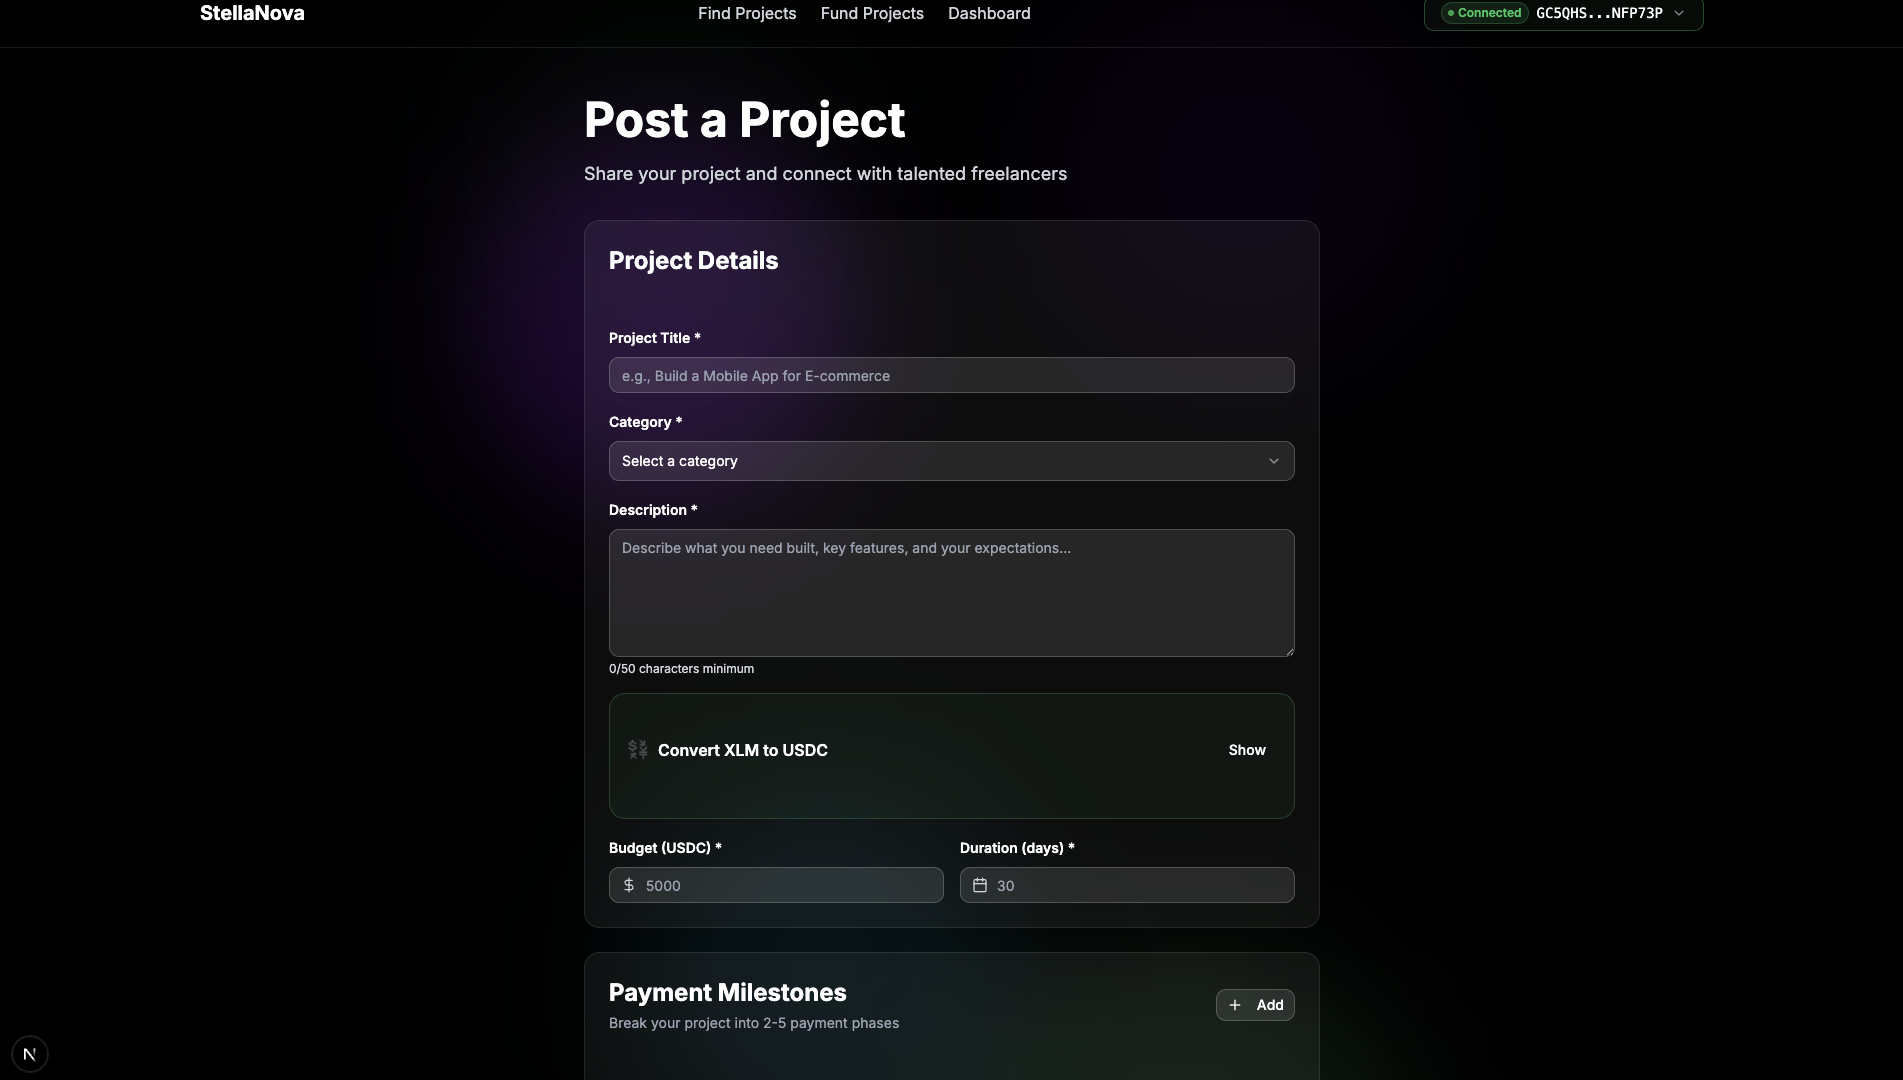 StellaNova
Find Projects
Fund Projects
Dashboard
Connected
GC5QHS...NFP73P
Post a Project
Share your project and connect with talented freelancers
Project Details
Project Title *
e.g., Build a Mobile App for E-commerce
Category *
Select a category
Description *
Describe what you need built, key features, and your expectations...
0/50 characters minimum
Convert XLM to USDC
Show
Budget (USDC) *
Duration (days) *
$ 5000
30
Payment Milestones
+ Add
Break your project into 2-5 payment phases
N